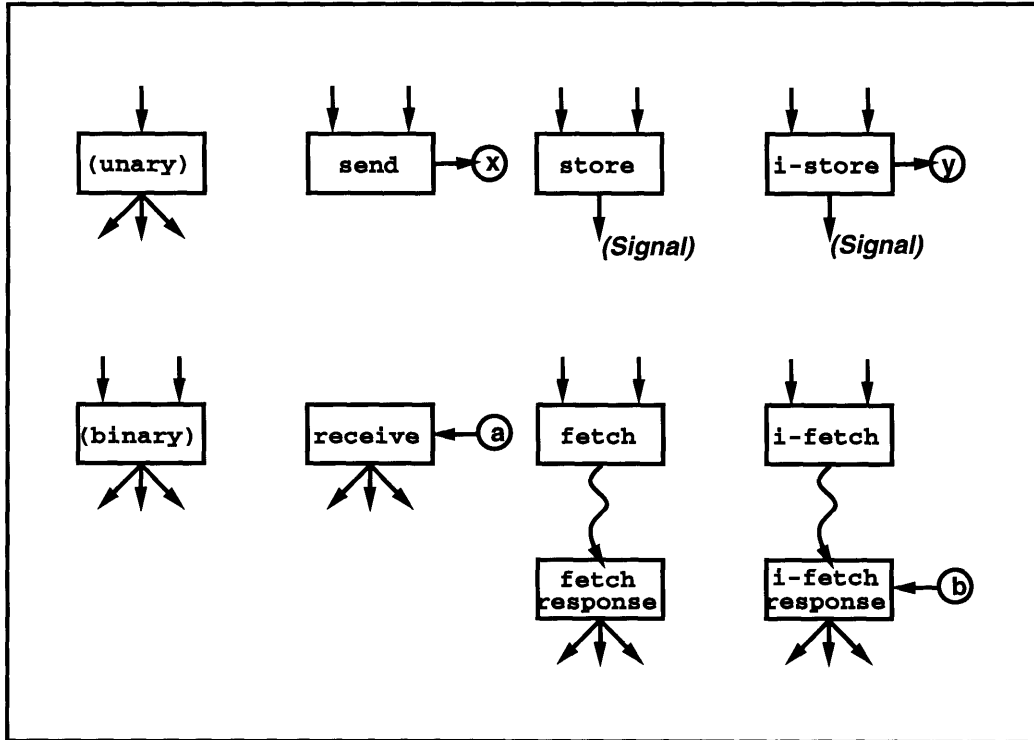 (unary)
send
x
store
i-store
y
(Signal)
(Signal)
(binary)
receive
a
fetch
i-fetch
fetch
response
i-fetch
response
b